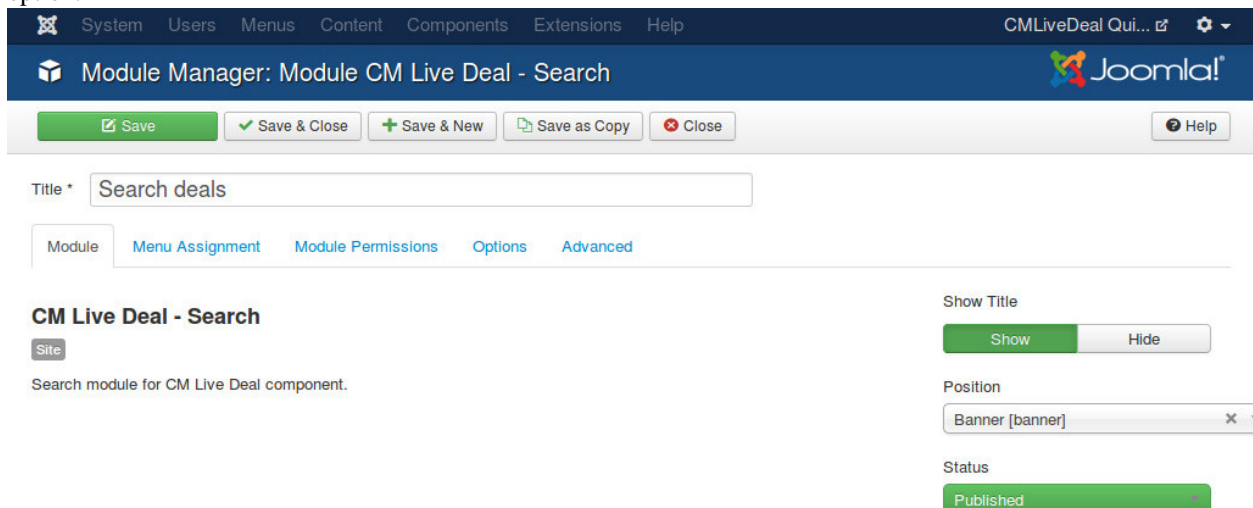 System Users Menus Content Components Extensions Help CMLiveDeal Qui...
Module Manager: Module CM Live Deal - Search Joomla!
Save Save & Close Save & New Save as Copy Close Help
Title * Search deals
Module Menu Assignment Module Permissions Options Advanced
CM Live Deal - Search
Site
Search module for CM Live Deal component.
Show Title
Show Hide
Position
Banner [banner]
Status
Published